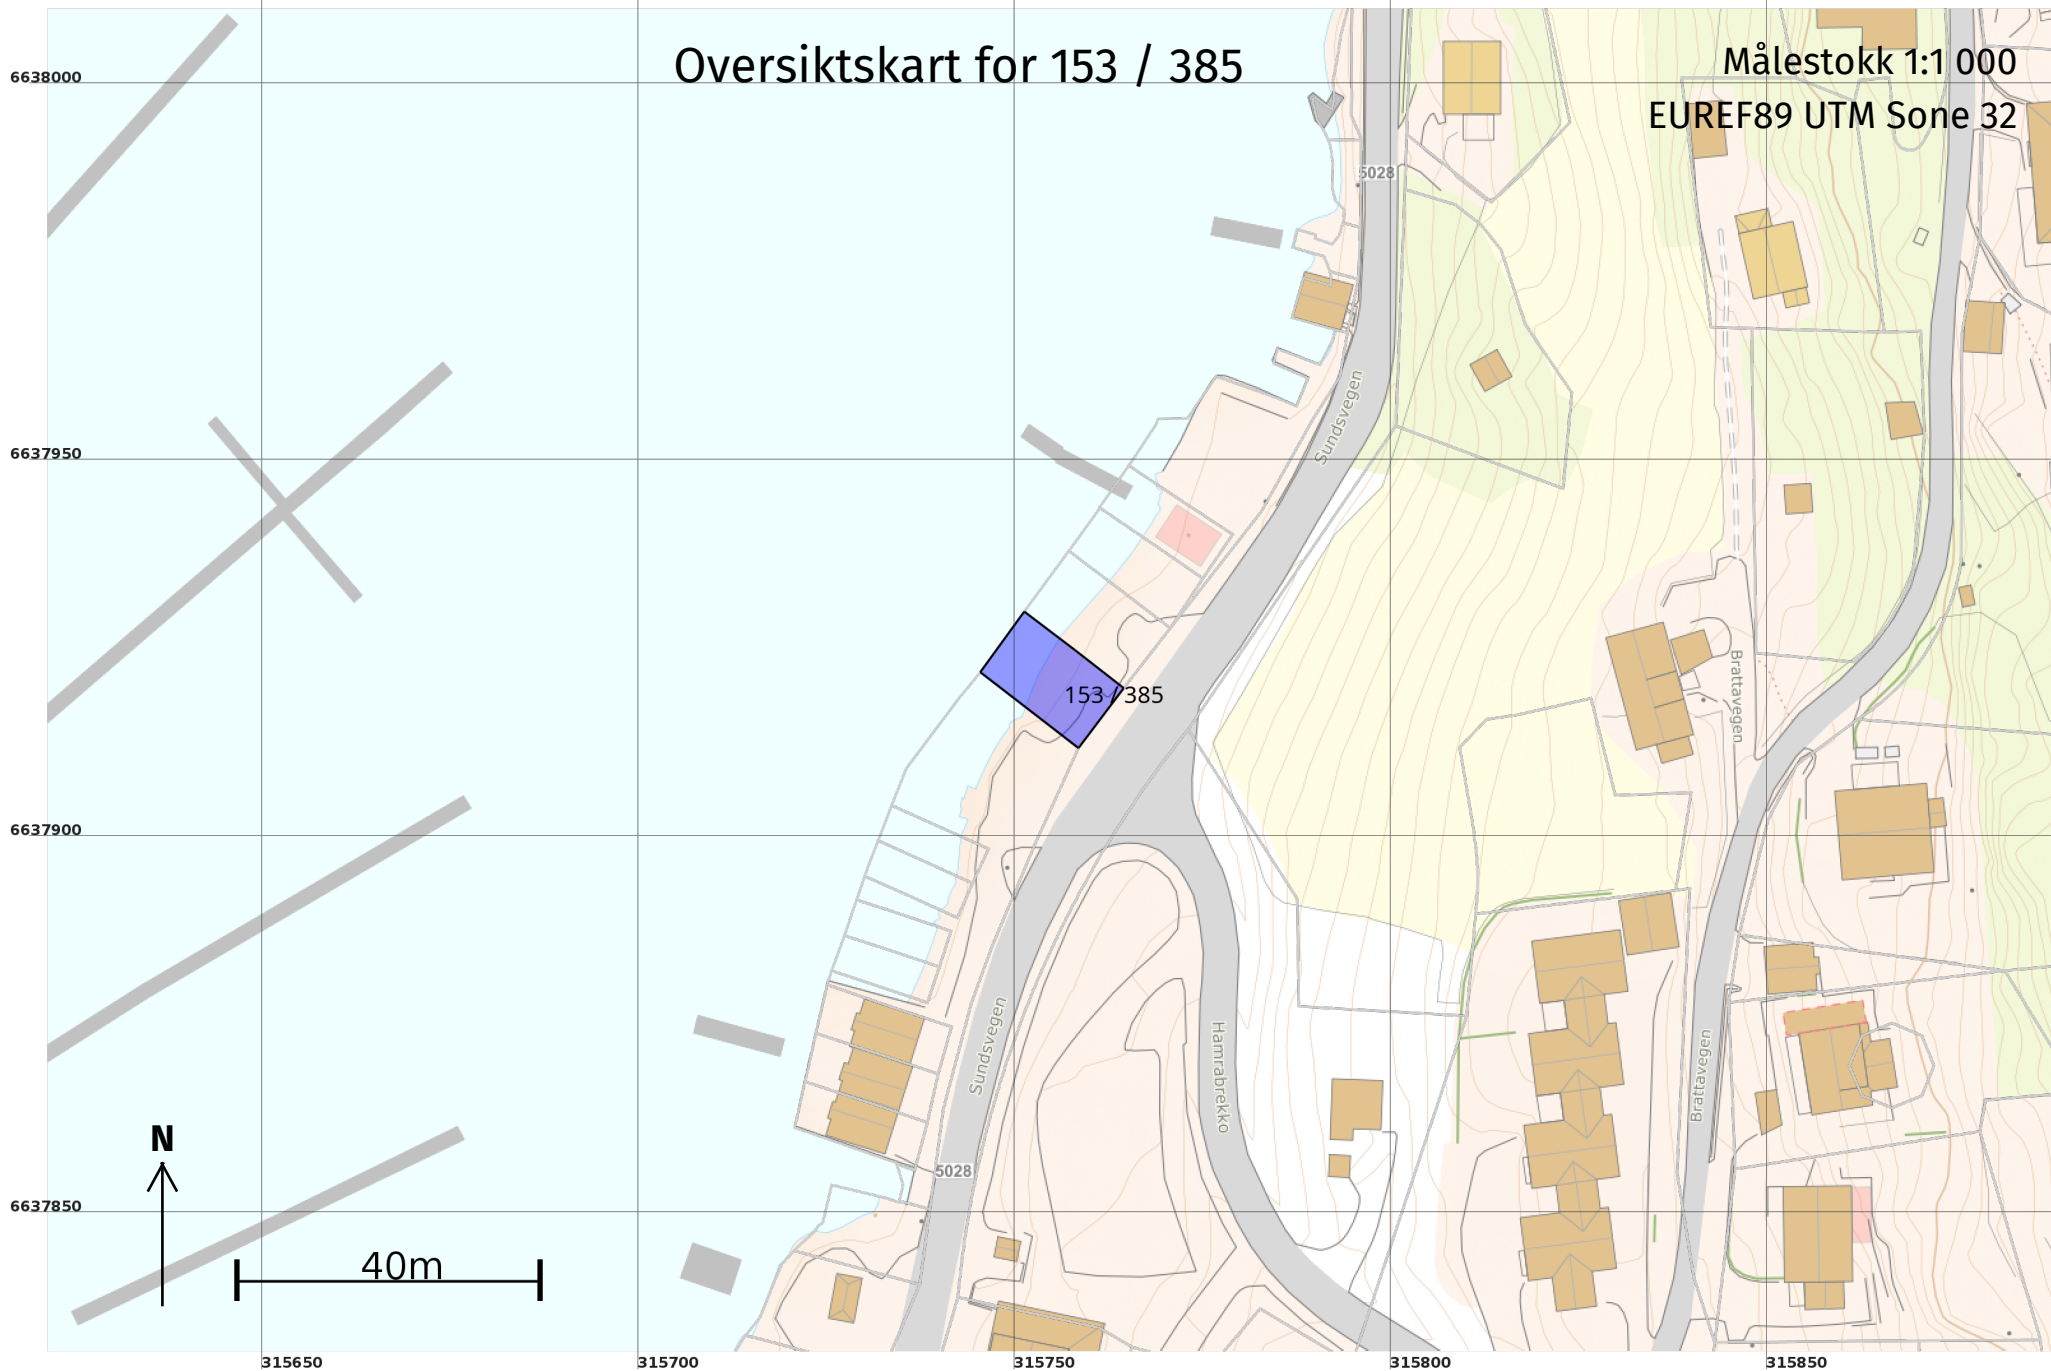 Oversiktskart for 153 / 385
Målestokk 1:1 000
EUREF89 UTM Sone 32
6638000
5028
Sundsvegen
6637950
Brattavegen
153 / 385
6637900
Sundsvegen
Hamrabrekko
Brattavegen
N
5028
6637850
40m
315650
315700
315750
315800
315850